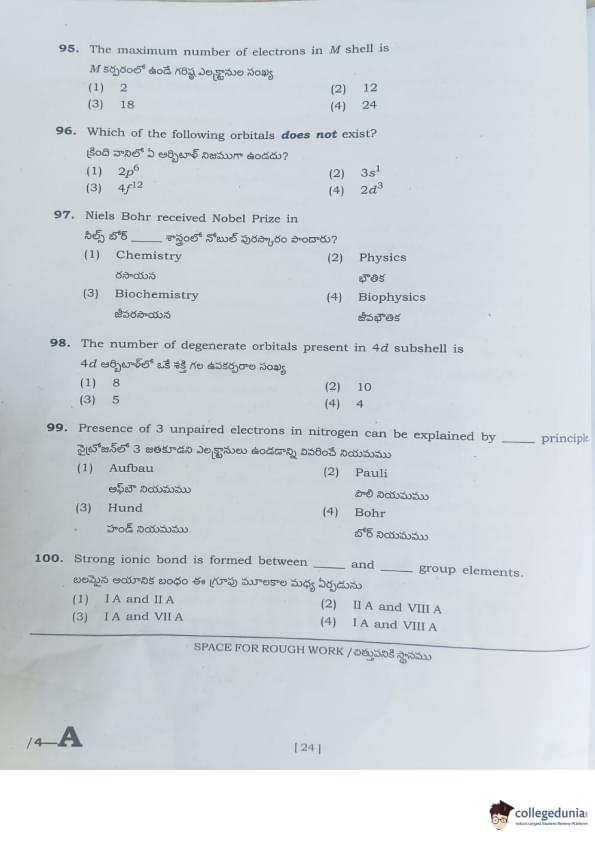 95. The maximum number of electrons in M shell is
M కర్పరంలో ఉండే గరిష్ఠ ఎలక్ట్రానుల సంఖ్య
(1) 2 (2) 12
(3) 18 (4) 24
96. Which of the following orbitals does not exist?
క్రింది వానిలో ఏ ఆర్బిటాళ్ నిజముగా ఉండదు?
(1) 2p⁶ (2) 3s¹
(3) 4f¹² (4) 2d³
97. Niels Bohr received Nobel Prize in
నీల్స్ బోర్ _____ శాస్త్రంలో నోబుల్ పురస్కారం పొందారు?
(1) Chemistry (2) Physics
రసాయన భౌతిక
(3) Biochemistry (4) Biophysics
జీవరసాయన జీవభౌతిక
98. The number of degenerate orbitals present in 4d subshell is
4d ఆర్బిటాళ్‌లో ఒకే శక్తి గల ఉపకర్పరాల సంఖ్య
(1) 8 (2) 10
(3) 5 (4) 4
99. Presence of 3 unpaired electrons in nitrogen can be explained by _____ principle
నైట్రోజన్‌లో 3 జతకూడని ఎలక్ట్రానులు ఉండడాన్ని వివరించే నియమము
(1) Aufbau (2) Pauli
ఆఫ్‌బౌ నియమము పాలి నియమము
(3) Hund (4) Bohr
హండ్ నియమము బోర్ నియమము
100. Strong ionic bond is formed between _____ and _____ group elements.
బలమైన అయానిక బంధం ఈ గ్రూపు మూలకాల మధ్య ఏర్పడును
(1) I A and II A (2) II A and VIII A
(3) I A and VII A (4) I A and VIII A
SPACE FOR ROUGH WORK / చిత్తుపనికి స్థానము
/4—A
[ 24 ]
collegedunia
India's Largest Student Review Platform